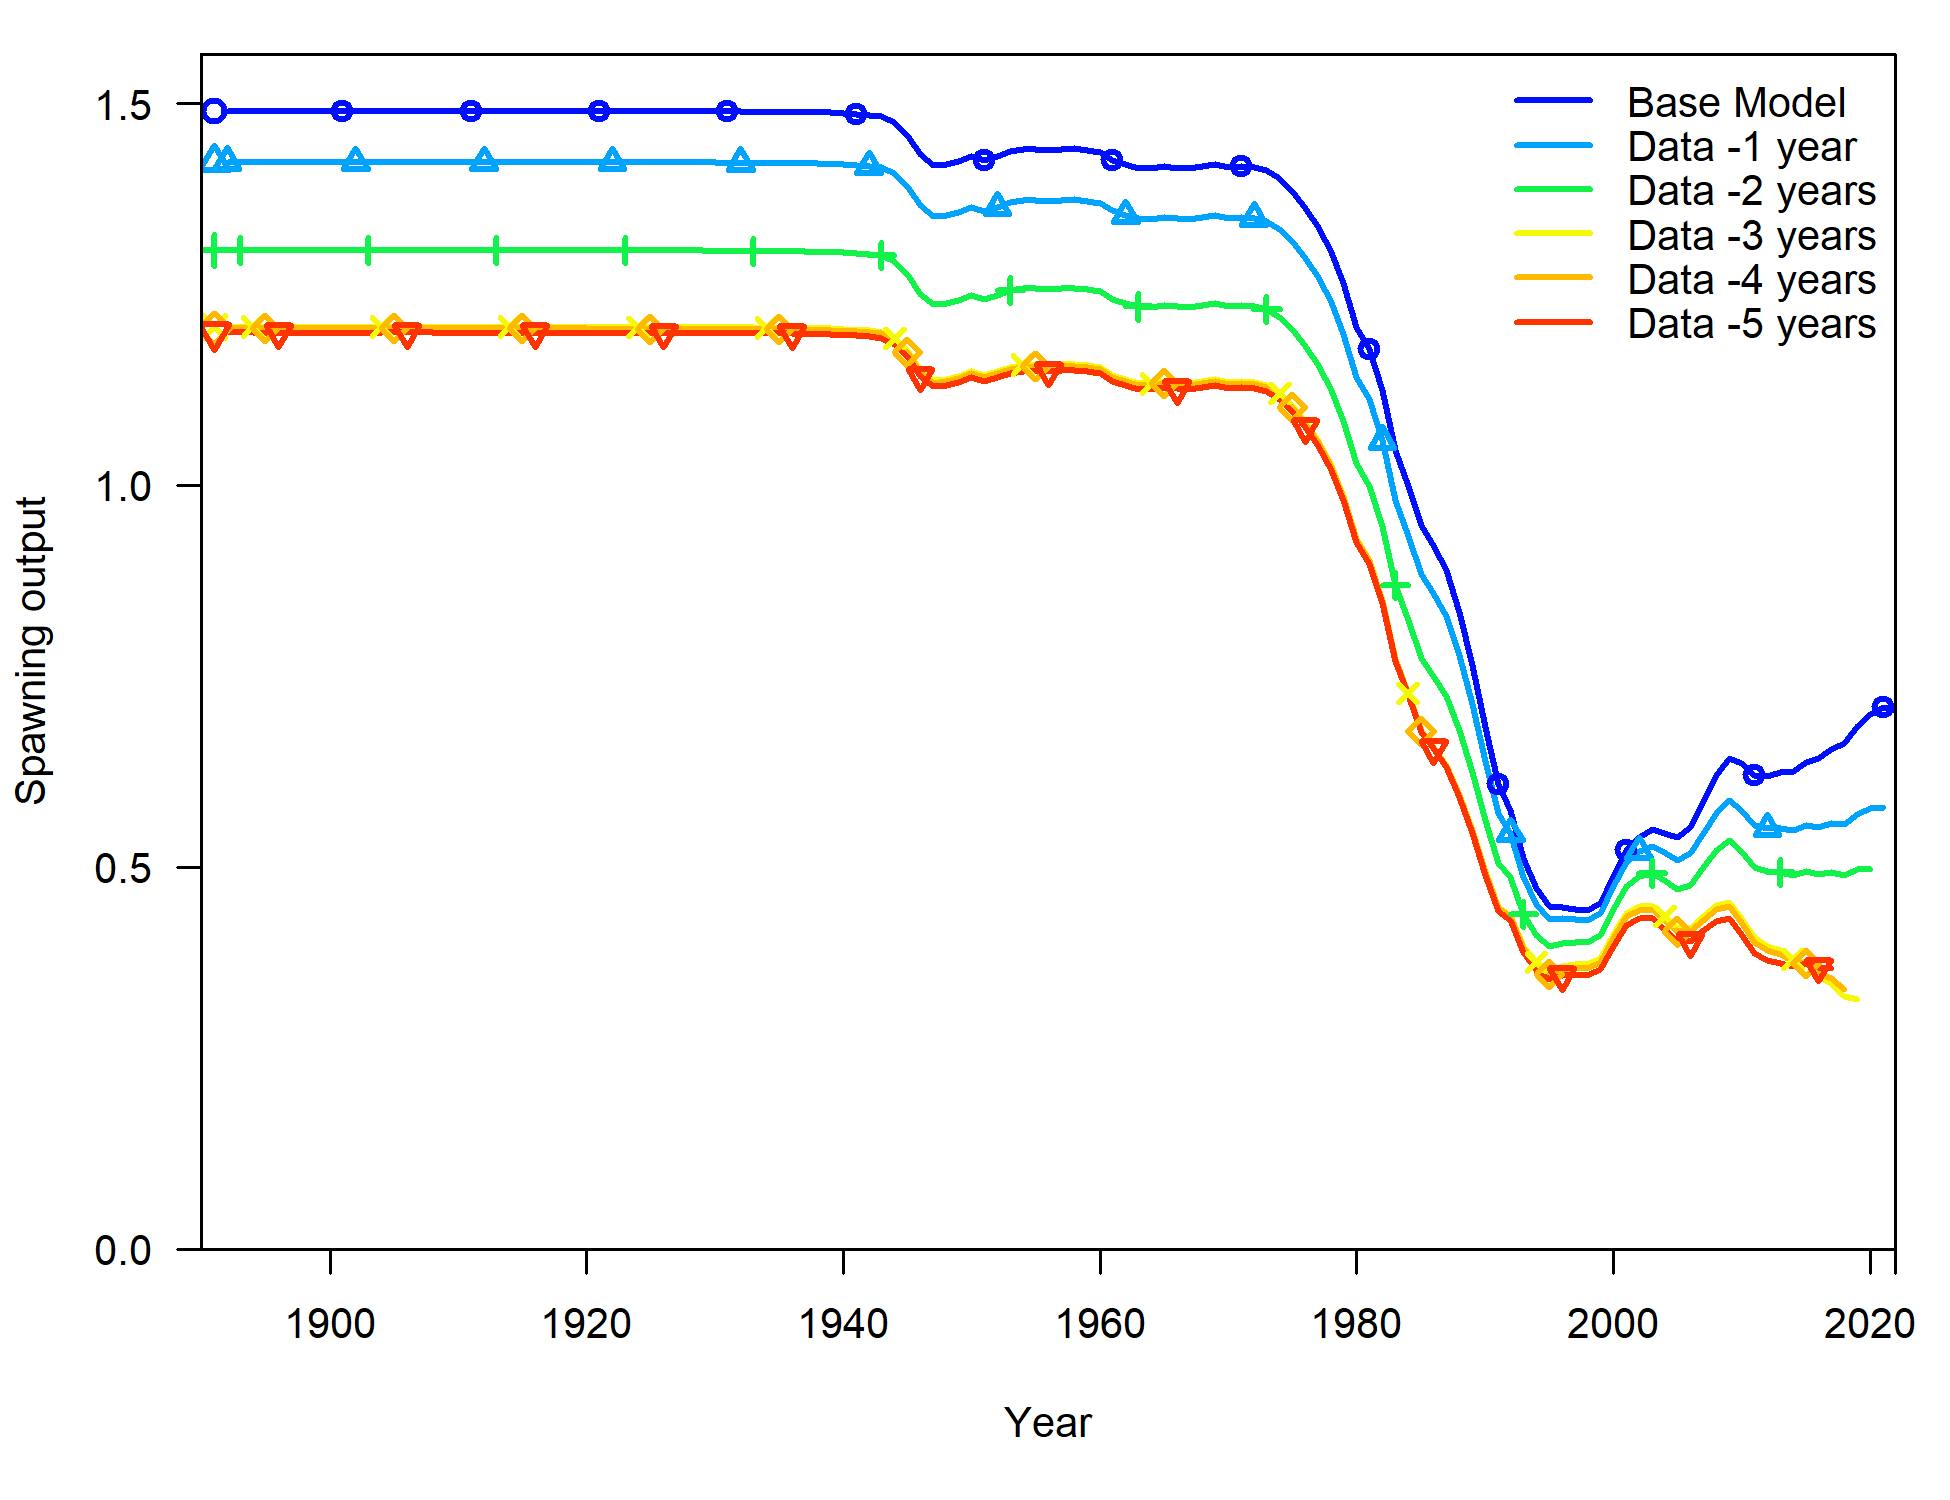 Base Model
Data -1 year
Data -2 years
Data -3 years
Data -4 years
Data -5 years
1.5
1.0
0.5
0.0
Spawning output
1900 1920 1940 1960 1980 2000 2020
Year